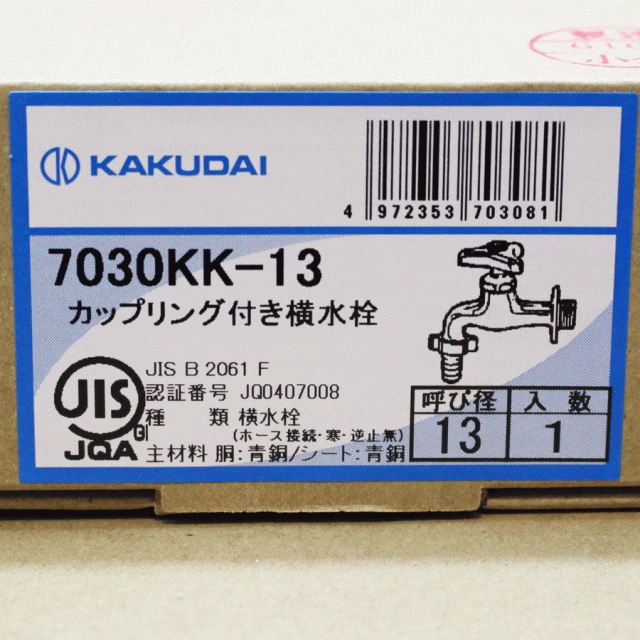 KAKUDAI
4 972353 703081
7030KK-13
カップリング付き横水栓
JIS B 2061 F
認証番号 JQ0407008
種 類 横水栓
(ホース接続・寒・逆止無)
主材料 胴:青銅/シート:青銅
JIS
G
JQA
呼び径 入 数
13 1